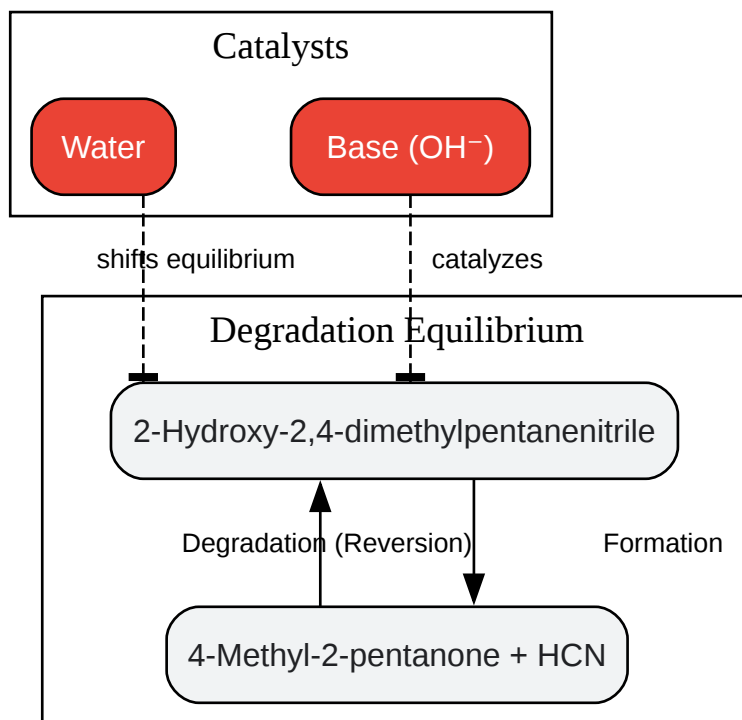 Catalysts
Water
Base (OH⁻)
shifts equilibrium
catalyzes
Degradation Equilibrium
2-Hydroxy-2,4-dimethylpentanenitrile
Degradation (Reversion)
Formation
4-Methyl-2-pentanone + HCN